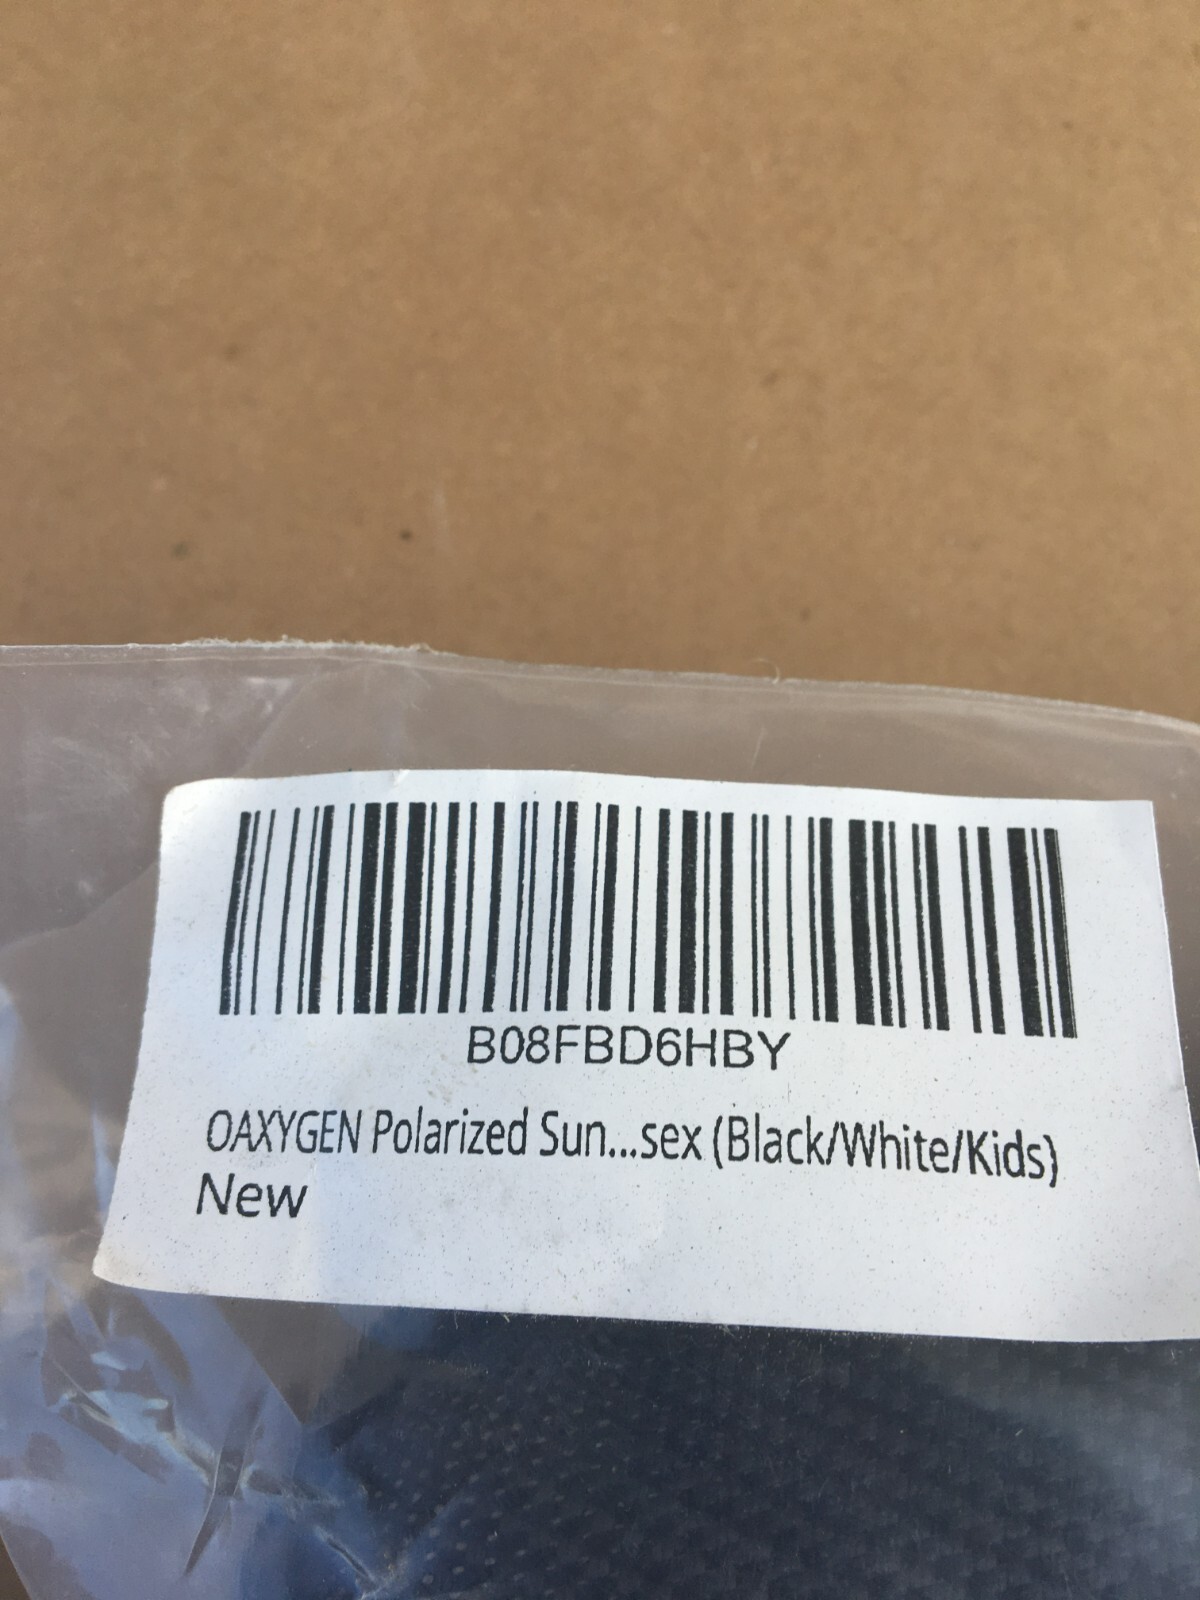 B08FBD6HBY
OAXYGEN Polarized Sun...sex (Black/White/Kids)
New